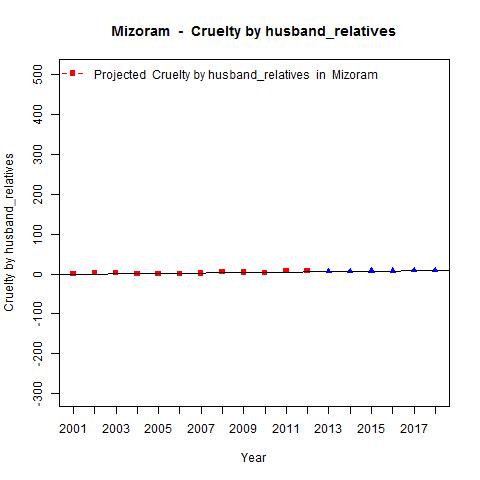 Mizoram - Cruelty by husband_relatives
Projected Cruelty by husband_relatives in Mizoram
Cruelty by husband_relatives
500
400
300
200
100
0
-100
-200
-300
2001 2003 2005 2007 2009 2011 2013 2015 2017
Year